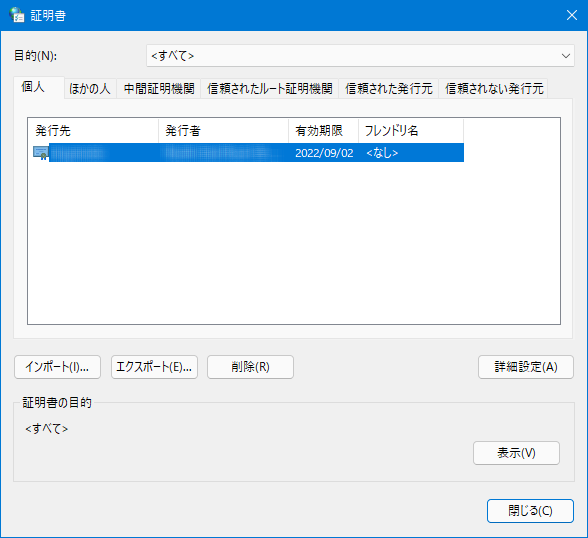 証明書
目的(N):
<すべて>
個人 ほかの人 中間証明機関 信頼されたルート証明機関 信頼された発行元 信頼されない発行元
発行先 発行者 有効期限 フレンドリ名
2022/09/02 <なし>
インポート(I)... エクスポート(E)... 削除(R) 詳細設定(A)
証明書の目的
<すべて>
表示(V)
閉じる(C)